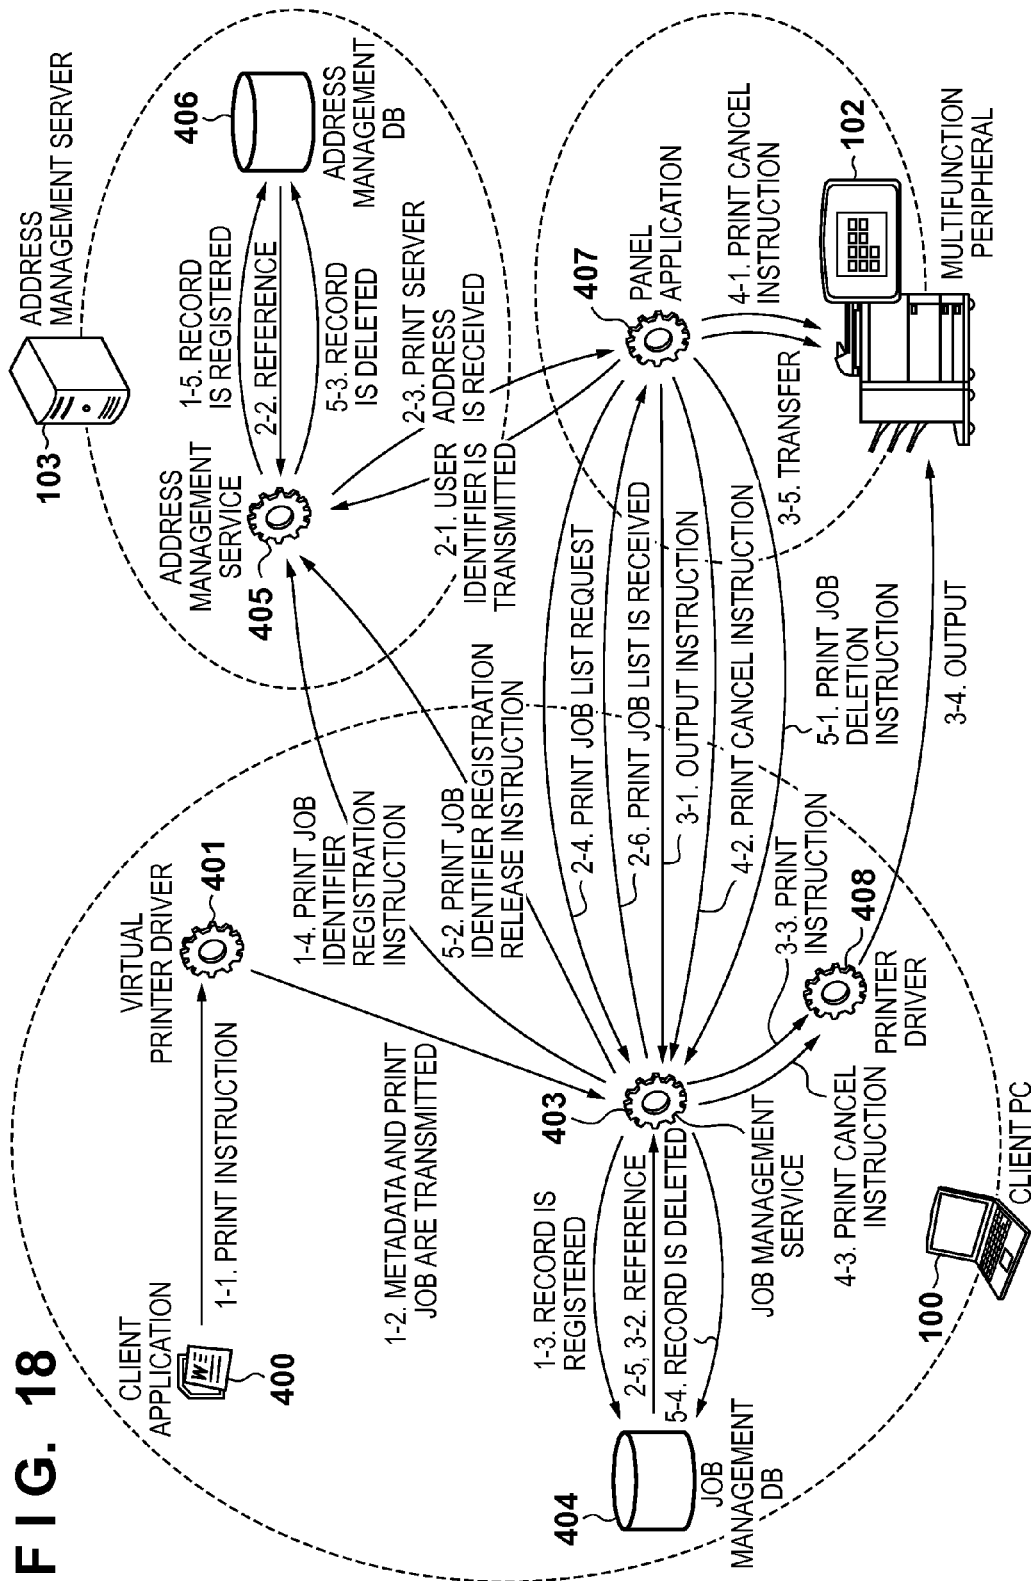 FIG. 18
CLIENT
APPLICATION
400
1-1. PRINT INSTRUCTION
VIRTUAL
PRINTER DRIVER
401
1-2. METADATA AND PRINT
JOB ARE TRANSMITTED
1-3. RECORD IS
REGISTERED
2-5, 3-2. REFERENCE
5-4. RECORD IS DELETED
404
JOB
MANAGEMENT
DB
403
JOB MANAGEMENT
SERVICE
4-3. PRINT CANCEL
INSTRUCTION
3-3. PRINT
INSTRUCTION
408
PRINTER
DRIVER
100
CLIENT PC
1-4. PRINT JOB
IDENTIFIER
REGISTRATION
INSTRUCTION
5-2. PRINT JOB
IDENTIFIER REGISTRATION
RELEASE INSTRUCTION
2-4. PRINT JOB LIST REQUEST
2-6. PRINT JOB LIST IS RECEIVED
3-1. OUTPUT INSTRUCTION
4-2. PRINT CANCEL INSTRUCTION
5-1. PRINT JOB
DELETION
INSTRUCTION
3-4. OUTPUT
ADDRESS
MANAGEMENT SERVER
103
ADDRESS
MANAGEMENT
SERVICE
405
1-5. RECORD
IS REGISTERED
2-2. REFERENCE
5-3. RECORD
IS DELETED
406
ADDRESS
MANAGEMENT
DB
2-1. USER
IDENTIFIER IS
TRANSMITTED
2-3. PRINT SERVER
ADDRESS
IS RECEIVED
407
PANEL
APPLICATION
4-1. PRINT CANCEL
INSTRUCTION
3-5. TRANSFER
102
MULTIFUNCTION
PERIPHERAL
W